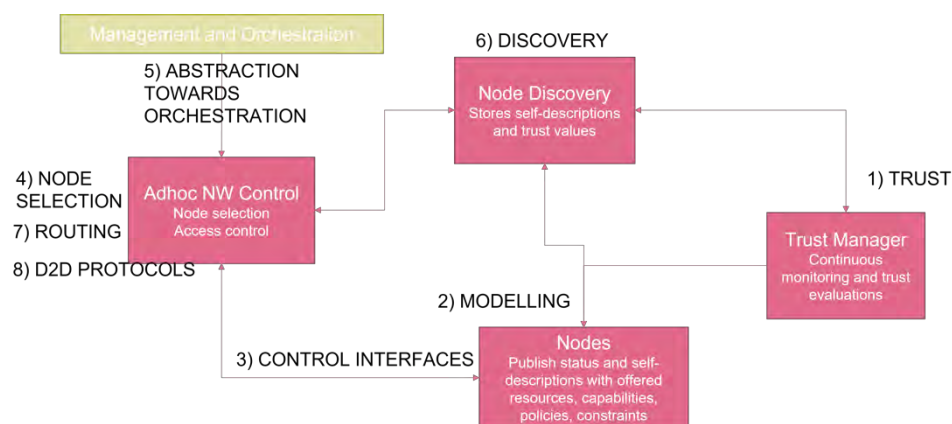 Management and Orchestration
6) DISCOVERY
5) ABSTRACTION
TOWARDS
ORCHESTRATION
Node Discovery
Stores self-descriptions
and trust values
4) NODE
SELECTION
7) ROUTING
8) D2D PROTOCOLS
Adhoc NW Control
Node selection
Access control
1) TRUST
Trust Manager
Continuous
monitoring and trust
evaluations
2) MODELLING
3) CONTROL INTERFACES
Nodes
Publish status and self-
descriptions with offered
resources, capabilities,
policies, constraints